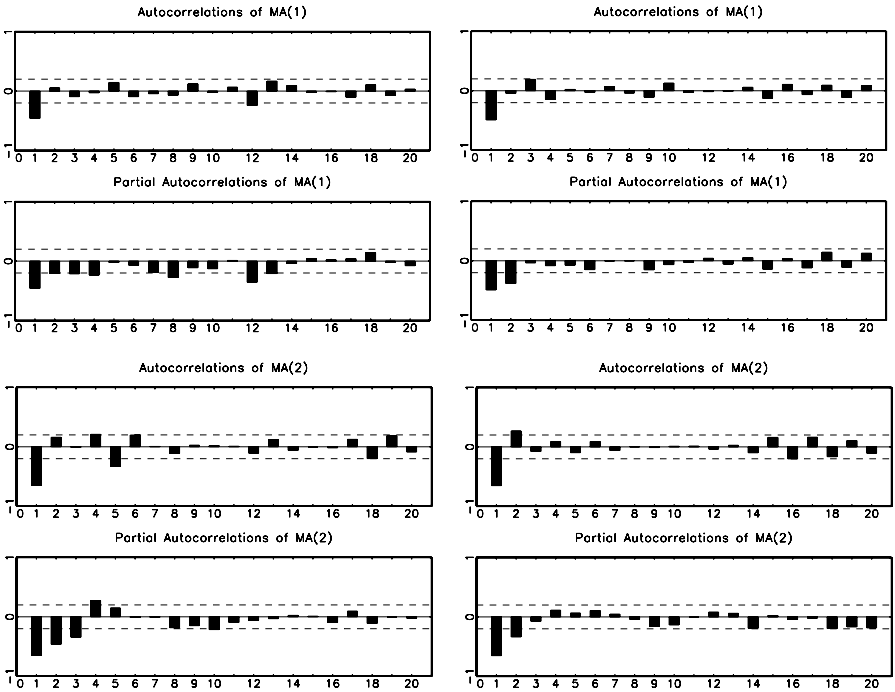 Autocorrelations of MA(1)
1
0
-1
0 1 2 3 4 5 6 7 8 9 10 12 14 16 18 20
Autocorrelations of MA(1)
1
0
-1
0 1 2 3 4 5 6 7 8 9 10 12 14 16 18 20
Partial Autocorrelations of MA(1)
1
0
-1
0 1 2 3 4 5 6 7 8 9 10 12 14 16 18 20
Partial Autocorrelations of MA(1)
1
0
-1
0 1 2 3 4 5 6 7 8 9 10 12 14 16 18 20
Autocorrelations of MA(2)
1
0
-1
0 1 2 3 4 5 6 7 8 9 10 12 14 16 18 20
Autocorrelations of MA(2)
1
0
-1
0 1 2 3 4 5 6 7 8 9 10 12 14 16 18 20
Partial Autocorrelations of MA(2)
1
0
-1
0 1 2 3 4 5 6 7 8 9 10 12 14 16 18 20
Partial Autocorrelations of MA(2)
1
0
-1
0 1 2 3 4 5 6 7 8 9 10 12 14 16 18 20